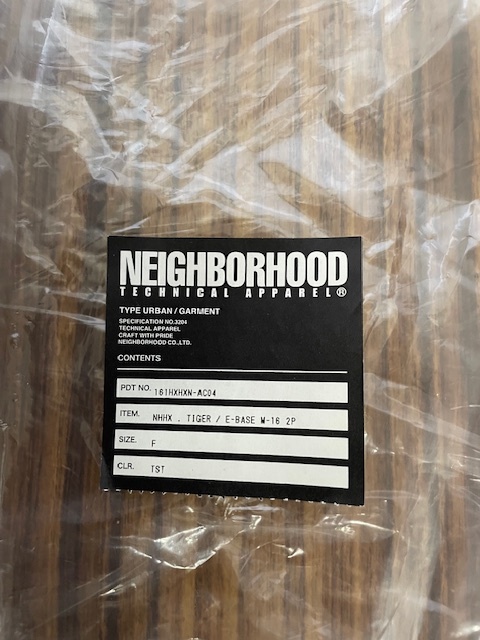 NEIGHBORHOOD
TECHNICAL APPAREL®
TYPE URBAN / GARMENT
SPECIFICATION NO.3204
TECHNICAL APPAREL
CRAFT WITH PRIDE
NEIGHBORHOOD CO.,LTD.
CONTENTS
PDT NO. 161HXHXN-AC04
ITEM. NHHX . TIGER / E-BASE W-16 2P
SIZE. F
CLR. TST